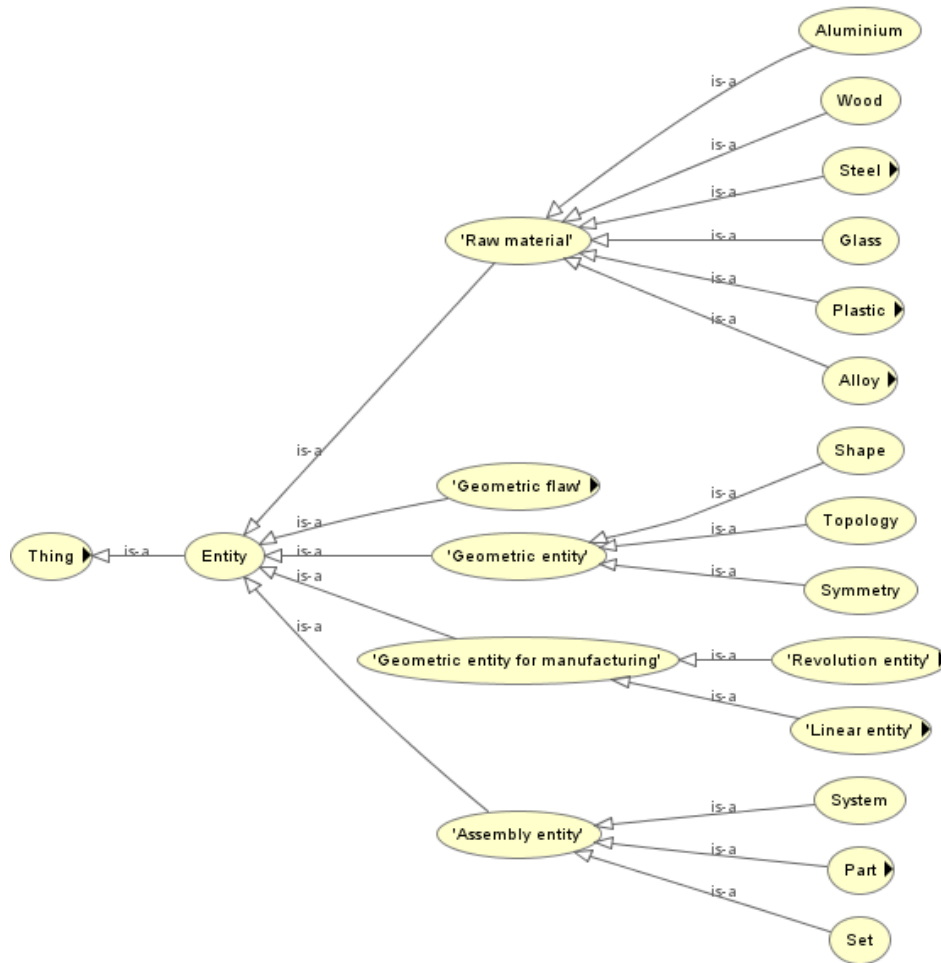 Aluminium
is-a
Wood
is-a
Steel
is-a
'Raw material'
is-a
Glass
is-a
Plastic
is-a
Alloy
is-a
Shape
'Geometric flaw'
is-a
is-a
Topology
is-a
Thing
is-a
Entity
is-a
'Geometric entity'
is-a
is-a
Symmetry
is-a
'Geometric entity for manufacturing'
is-a
'Revolution entity'
is-a
'Linear entity'
System
is-a
'Assembly entity'
is-a
Part
is-a
Set